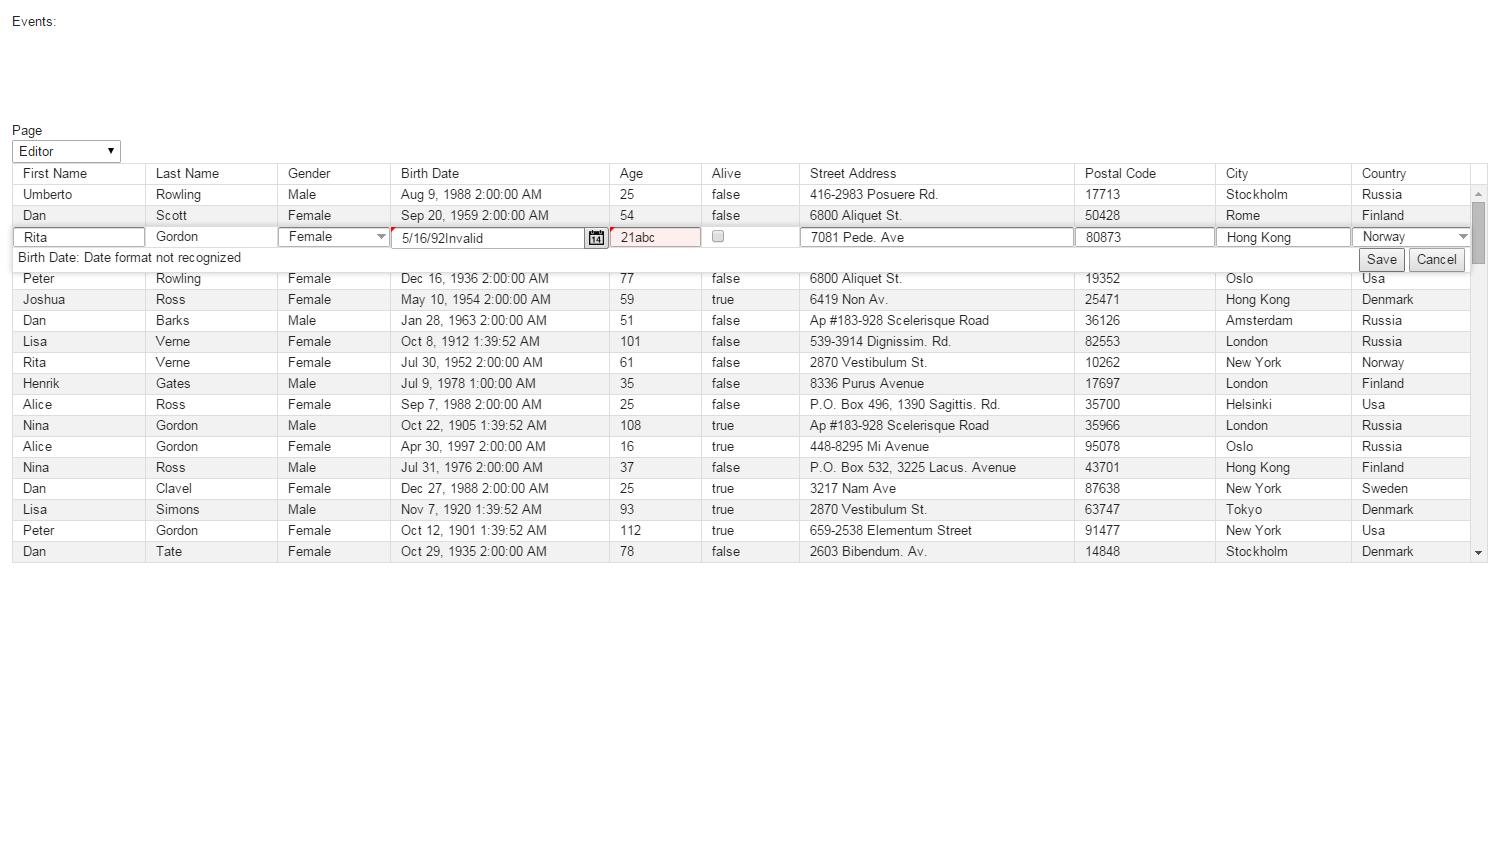 Events:
Page
Editor
First Name Last Name Gender Birth Date Age Alive Street Address Postal Code City Country
Umberto Rowling Male Aug 9, 1988 2:00:00 AM 25 false 416-2983 Posuere Rd. 17713 Stockholm Russia
Dan Scott Female Sep 20, 1959 2:00:00 AM 54 false 6800 Aliquet St. 50428 Rome Finland
Rita Gordon Female 5/16/92Invalid 14 21abc 7081 Pede. Ave 80873 Hong Kong Norway
Birth Date: Date format not recognized Save Cancel
Peter Rowling Female Dec 16, 1936 2:00:00 AM 77 false 6800 Aliquet St. 19352 Oslo Usa
Joshua Ross Female May 10, 1954 2:00:00 AM 59 true 6419 Non Av. 25471 Hong Kong Denmark
Dan Barks Male Jan 28, 1963 2:00:00 AM 51 false Ap #183-928 Scelerisque Road 36126 Amsterdam Russia
Lisa Verne Female Oct 8, 1912 1:39:52 AM 101 false 539-3914 Dignissim. Rd. 82553 London Russia
Rita Verne Female Jul 30, 1952 2:00:00 AM 61 false 2870 Vestibulum St. 10262 New York Norway
Henrik Gates Male Jul 9, 1978 1:00:00 AM 35 false 8336 Purus Avenue 17697 London Finland
Alice Ross Female Sep 7, 1988 2:00:00 AM 25 false P.O. Box 496, 1390 Sagittis. Rd. 35700 Helsinki Usa
Nina Gordon Male Oct 22, 1905 1:39:52 AM 108 true Ap #183-928 Scelerisque Road 35966 London Russia
Alice Gordon Female Apr 30, 1997 2:00:00 AM 16 true 448-8295 Mi Avenue 95078 Oslo Russia
Nina Ross Male Jul 31, 1976 2:00:00 AM 37 false P.O. Box 532, 3225 Lacus. Avenue 43701 Hong Kong Finland
Dan Clavel Female Dec 27, 1988 2:00:00 AM 25 true 3217 Nam Ave 87638 New York Sweden
Lisa Simons Male Nov 7, 1920 1:39:52 AM 93 true 2870 Vestibulum St. 63747 Tokyo Denmark
Peter Gordon Female Oct 12, 1901 1:39:52 AM 112 true 659-2538 Elementum Street 91477 New York Usa
Dan Tate Female Oct 29, 1935 2:00:00 AM 78 false 2603 Bibendum. Av. 14848 Stockholm Denmark